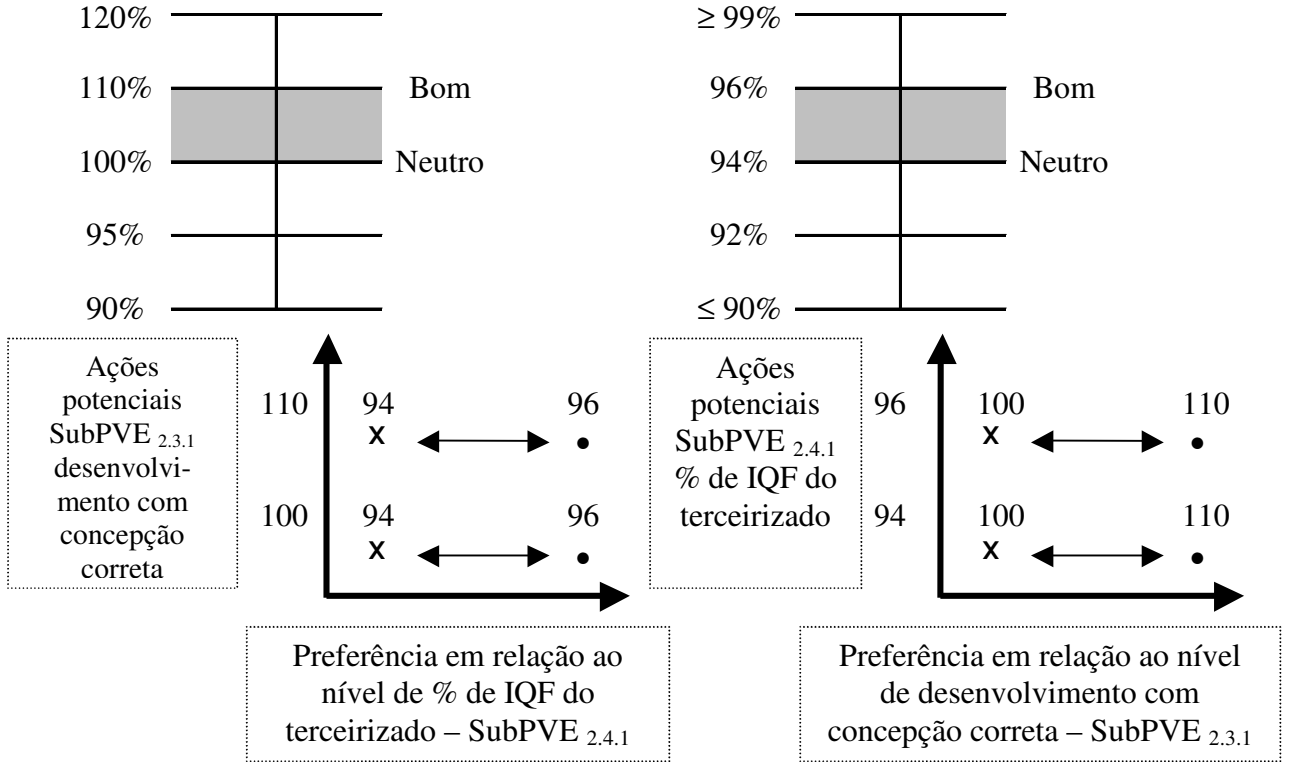 120%
110% Bom
100% Neutro
95%
90%
≥ 99%
96% Bom
94% Neutro
92%
≤ 90%
Ações
potenciais
SubPVE 2.3.1
desenvolvi-
mento com
concepção
correta
110 94 96
x •
100 94 96
x •
Preferência em relação ao
nível de % de IQF do
terceirizado – SubPVE 2.4.1
Ações
potenciais
SubPVE 2.4.1
% de IQF do
terceirizado
96 100 110
x •
94 100 110
x •
Preferência em relação ao nível
de desenvolvimento com
concepção correta – SubPVE 2.3.1